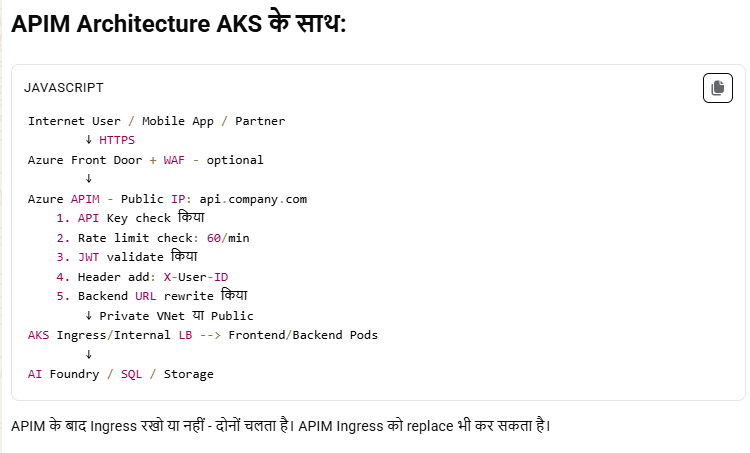 APIM Architecture AKS के साथ:
JAVASCRIPT
Internet User / Mobile App / Partner
↓ HTTPS
Azure Front Door + WAF - optional
↓
Azure APIM - Public IP: api.company.com
1. API Key check किया
2. Rate limit check: 60/min
3. JWT validate किया
4. Header add: X-User-ID
5. Backend URL rewrite किया
↓ Private VNet या Public
AKS Ingress/Internal LB --> Frontend/Backend Pods
↓
AI Foundry / SQL / Storage
APIM के बाद Ingress रखो या नहीं - दोनों चलता है। APIM Ingress को replace भी कर सकता है।